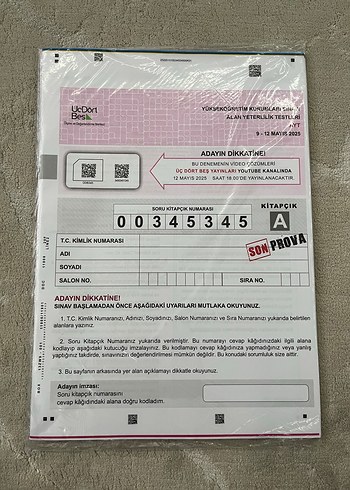 ÜçDört
Beş
YÜKSEKÖĞRETİM KURUMLARI SINAVI
ALAN YETERLİLİK TESTLERİ
AYT
9 - 12 MAYIS 2025
ADAYIN DİKKATİNE!
BU DENEMENİN VİDEO ÇÖZÜMLERİ
ÜÇ DÖRT BEŞ YAYINLARI YOUTUBE KANALINDA
12 MAYIS 2025 SAAT 18.00'DE YAYINLANACAKTIR.
SORU KİTAPÇIK NUMARASI
KİTAPÇIK
00345345
A
SON PROVA
T.C. KİMLİK NUMARASI
ADI
SOYADI
SALON NO.
SIRA NO.
ADAYIN DİKKATİNE!
SINAV BAŞLAMADAN ÖNCE AŞAĞIDAKİ UYARILARI MUTLAKA OKUYUNUZ.
1. T.C. Kimlik Numaranızı, Adınızı, Soyadınızı, Salon Numaranızı ve Sıra Numaranızı yukarıda belirtilen
alanlara yazınız.
2. Soru Kitapçık Numaranız yukarıda verilmiştir. Bu numarayı cevap kâğıdınızdaki ilgili alana
kodlayıp aşağıdaki kutucuğu imzalayınız. Bu kodlamayı cevap kâğıdınıza yapmadığınız veya yanlış
yaptığınız takdirde, sınavınızın değerlendirilmesi mümkün değildir. Bu konudaki sorumluluk size aittir.
3. Bu sayfanın arkasında yer alan açıklamayı dikkatle okuyunuz.
Adayın imzası:
Soru kitapçık numarasını
cevap kâğıdındaki alana doğru kodladım.